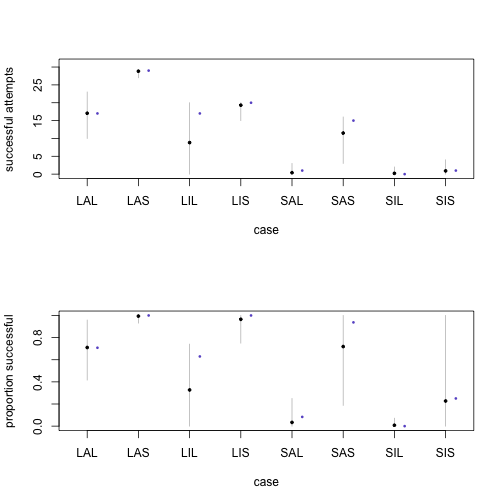 successful attempts
25
15
5
0
LAL LAS LIL LIS SAL SAS SIL SIS
case
proportion successful
0.8
0.4
0.0
LAL LAS LIL LIS SAL SAS SIL SIS
case